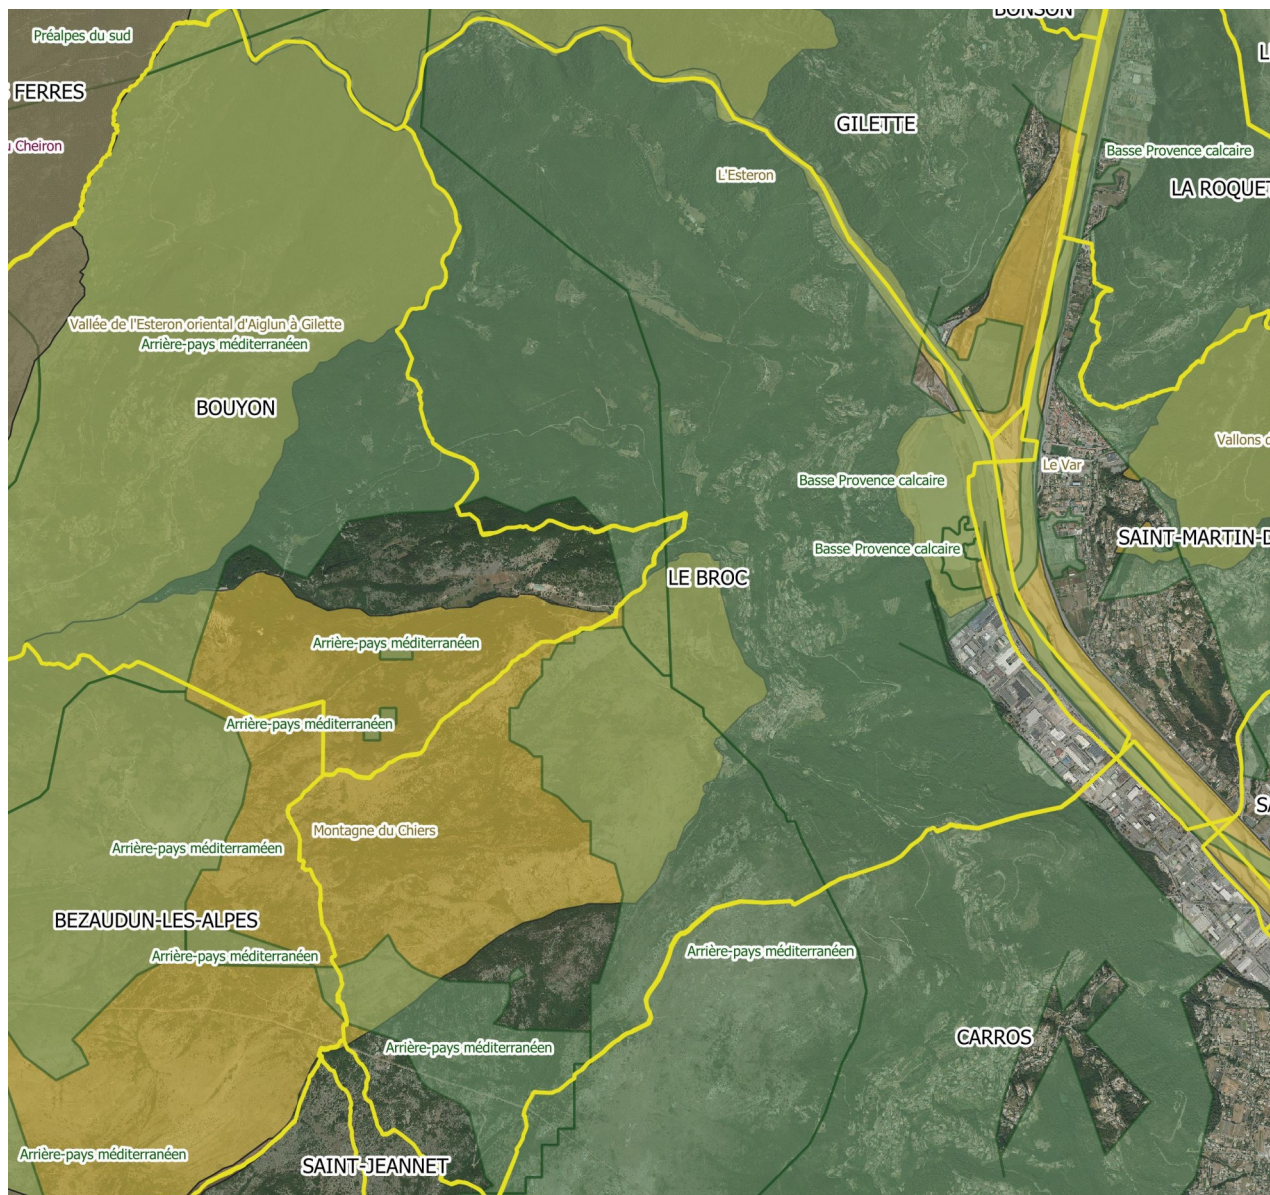 BONSON
Préalpes du sud
FERRES
GILETTE
u Cheiron
Basse Provence calcaire
L'Esteron
LA ROQUET
Vallée de l'Esteron oriental d'Aiglun à Gilette
Arrière-pays méditerranéen
BOUYON
Vallons d
Le Var
Basse Provence calcaire
SAINT-MARTIN-D
Basse Provence calcaire
LE BROC
Arrière-pays méditerranéen
Arrière-pays méditerranéen
SA
Montagne du Chiers
Arrière-pays méditerraméen
BEZAUDUN-LES-ALPES
Arrière-pays méditerranéen
Arrière-pays méditerranéen
CARROS
Arrière-pays méditerranéen
Arrière-pays méditerranéen
SAINT-JEANNET